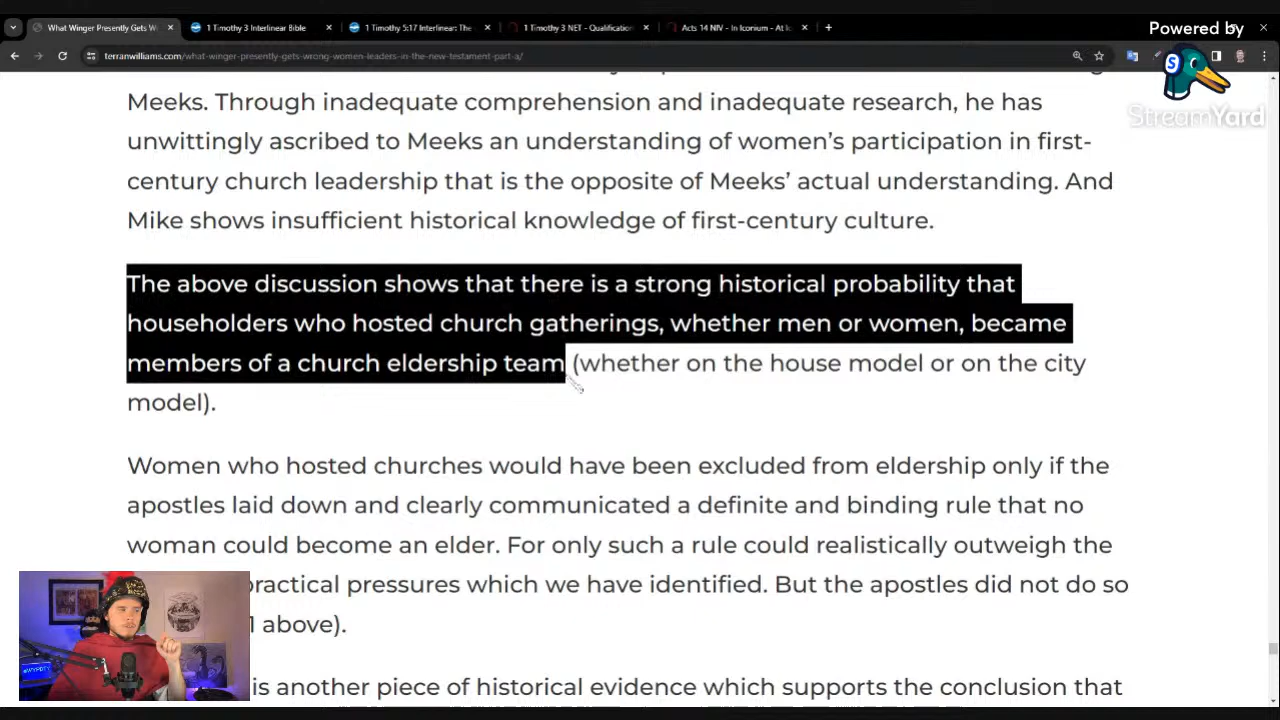 What Winger Presently Gets W
1 Timothy 3 Interlinear Bible
1 Timothy 5:17 Interlinear: The
1 Timothy 3 NET - Qualification
Acts 14 NIV - In Iconium - At Ic
Powered by
terranwilliams.com/what-winger-presently-gets-wrong-women-leaders-in-the-new-testament-part-a/
S
StreamYard
Meeks. Through inadequate comprehension and inadequate research, he has
unwittingly ascribed to Meeks an understanding of women’s participation in first-
century church leadership that is the opposite of Meeks’ actual understanding. And
Mike shows insufficient historical knowledge of first-century culture.
The above discussion shows that there is a strong historical probability that
householders who hosted church gatherings, whether men or women, became
members of a church eldership team (whether on the house model or on the city
model).
Women who hosted churches would have been excluded from eldership only if the
apostles laid down and clearly communicated a definite and binding rule that no
woman could become an elder. For only such a rule could realistically outweigh the
practical pressures which we have identified. But the apostles did not do so
1 above).
is another piece of historical evidence which supports the conclusion that